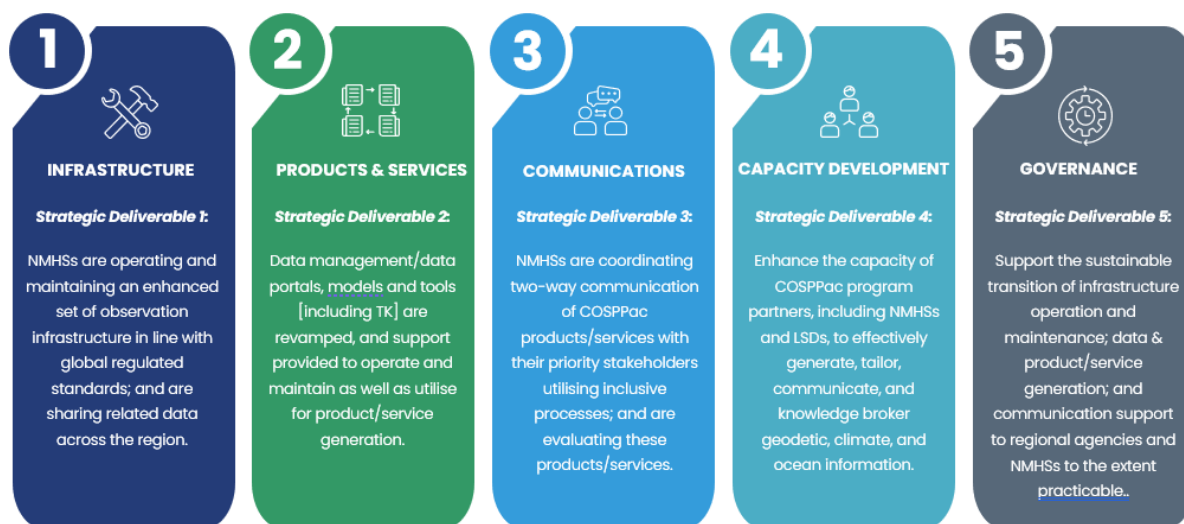 1
INFRASTRUCTURE
Strategic Deliverable 1:
NMHSs are operating and
maintaining an enhanced
set of observation
infrastructure in line with
global regulated
standards; and are
sharing related data
across the region.
2
PRODUCTS & SERVICES
Strategic Deliverable 2:
Data management/data
portals, models and tools
[including TK] are
revamped, and support
provided to operate and
maintain as well as utilise
for product/service
generation.
3
COMMUNICATIONS
Strategic Deliverable 3:
NMHSs are coordinating
two-way communication
of COSPPac
products/services with
their priority stakeholders
utilising inclusive
processes; and are
evaluating these
products/services.
4
CAPACITY DEVELOPMENT
Strategic Deliverable 4:
Enhance the capacity of
COSPPac program
partners, including NMHSs
and LSDs, to effectively
generate, tailor,
communicate, and
knowledge broker
geodetic, climate, and
ocean information.
5
GOVERNANCE
Strategic Deliverable 5:
Support the sustainable
transition of infrastructure
operation and
maintenance; data &
product/service
generation; and
communication support
to regional agencies and
NMHSs to the extent
practicable..